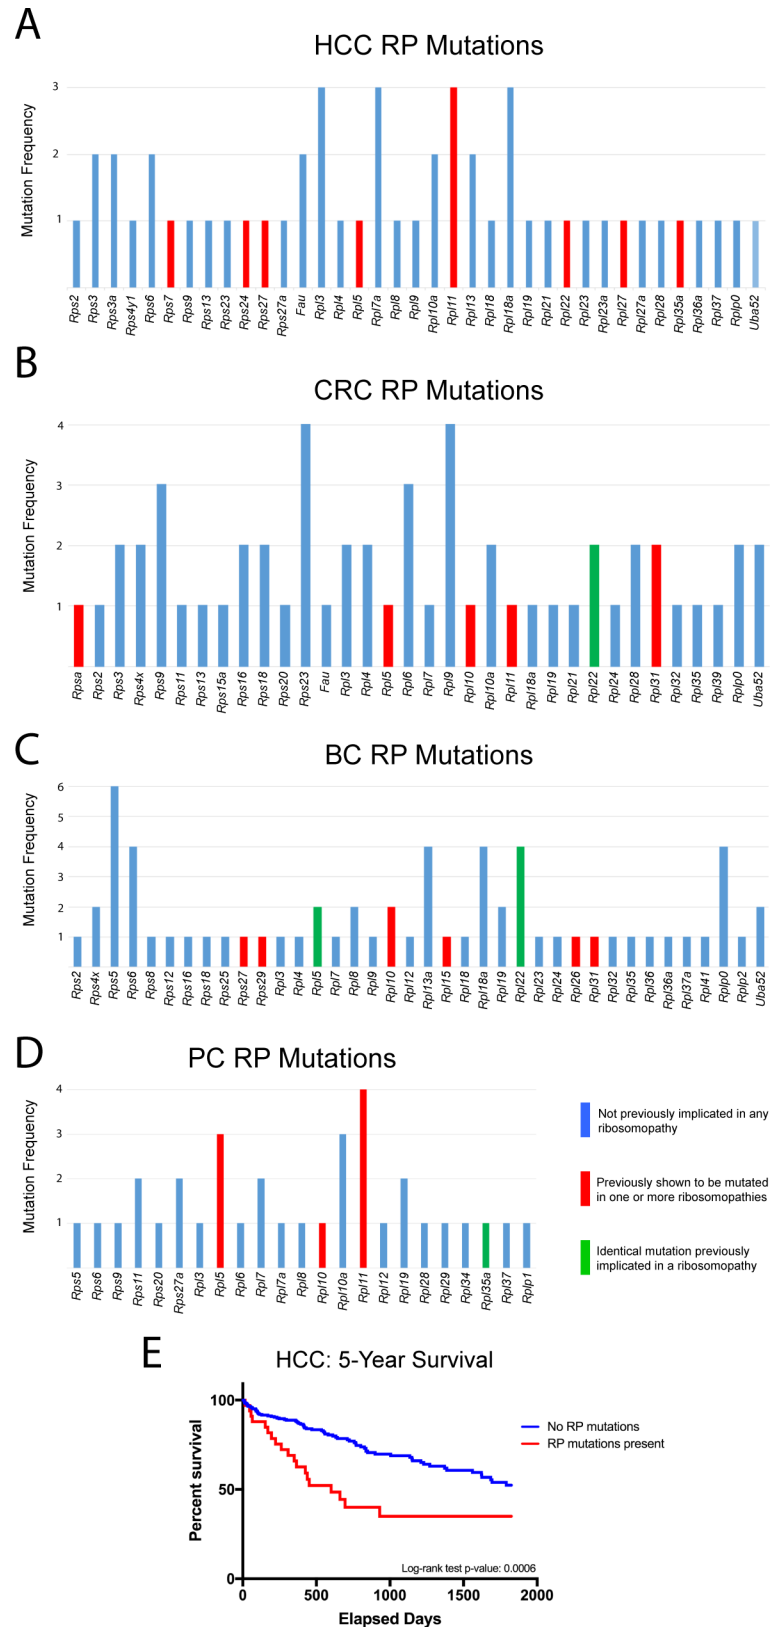 A
HCC RP Mutations
Mutation Frequency
3
2
1
Rps2
Rps3
Rps3a
Rps4y1
Rps6
Rps7
Rps9
Rps13
Rps23
Rps24
Rps27
Rps27a
Fau
Rpl3
Rpl4
Rpl5
Rpl7a
Rpl8
Rpl9
Rpl10a
Rpl11
Rpl13
Rpl18
Rpl18a
Rpl19
Rpl21
Rpl22
Rpl23
Rpl23a
Rpl27
Rpl27a
Rpl28
Rpl35a
Rpl36a
Rpl37
Rplp0
Uba52
B
CRC RP Mutations
Mutation Frequency
4
3
2
1
Rpsa
Rps2
Rps3
Rps4x
Rps9
Rps11
Rps13
Rps15a
Rps16
Rps18
Rps20
Rps23
Fau
Rpl3
Rpl4
Rpl5
Rpl6
Rpl7
Rpl9
Rpl10
Rpl10a
Rpl11
Rpl18a
Rpl19
Rpl21
Rpl22
Rpl24
Rpl28
Rpl31
Rpl32
Rpl35
Rpl39
Rplp0
Uba52
C
BC RP Mutations
Mutation Frequency
6
5
4
3
2
1
Rps2
Rps4x
Rps5
Rps6
Rps8
Rps12
Rps16
Rps18
Rps25
Rps27
Rps29
Rpl3
Rpl4
Rpl5
Rpl7
Rpl8
Rpl9
Rpl10
Rpl12
Rpl13a
Rpl15
Rpl18
Rpl18a
Rpl19
Rpl22
Rpl23
Rpl24
Rpl26
Rpl31
Rpl32
Rpl35
Rpl36
Rpl36a
Rpl37a
Rpl41
Rplp0
Rplp2
Uba52
D
PC RP Mutations
Mutation Frequency
4
3
2
1
Rps5
Rps6
Rps9
Rps11
Rps20
Rps27a
Rpl3
Rpl5
Rpl6
Rpl7
Rpl7a
Rpl8
Rpl10
Rpl10a
Rpl11
Rpl12
Rpl19
Rpl28
Rpl29
Rpl34
Rpl35a
Rpl37
Rplp1
Not previously implicated in any
ribosomopathy
Previously shown to be mutated
in one or more ribosomopathies
Identical mutation previously
implicated in a ribosomopathy
E
HCC: 5-Year Survival
Percent survival
100
50
0
No RP mutations
RP mutations present
Log-rank test p-value: 0.0006
0
500
1000
1500
2000
Elapsed Days